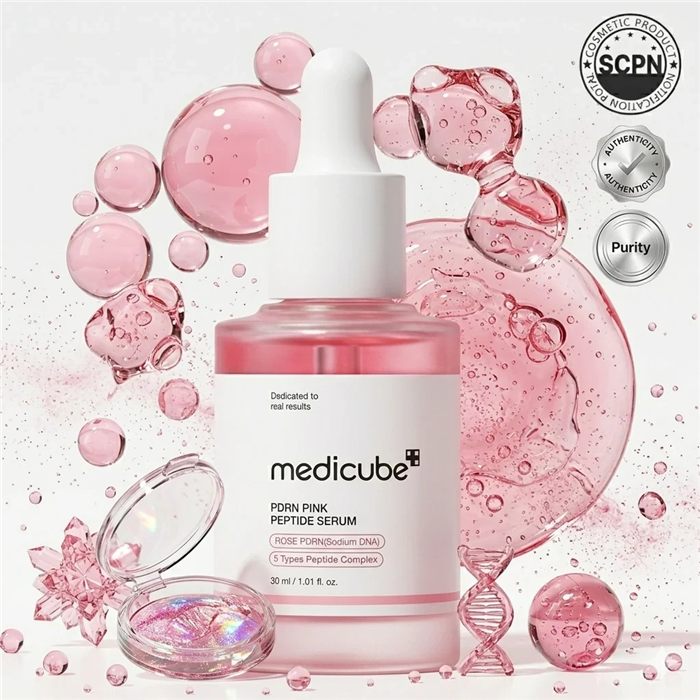 COSMETIC PRODUCT
SCPN
NOTIFICATION POTAL
AUTHENTICITY
AUTHENTICITY
Purity
Dedicated to
real results
medicube
PDRN PINK
PEPTIDE SERUM
ROSE PDRN(Sodium DNA)
5 Types Peptide Complex
30 ml / 1.01 fl. oz.